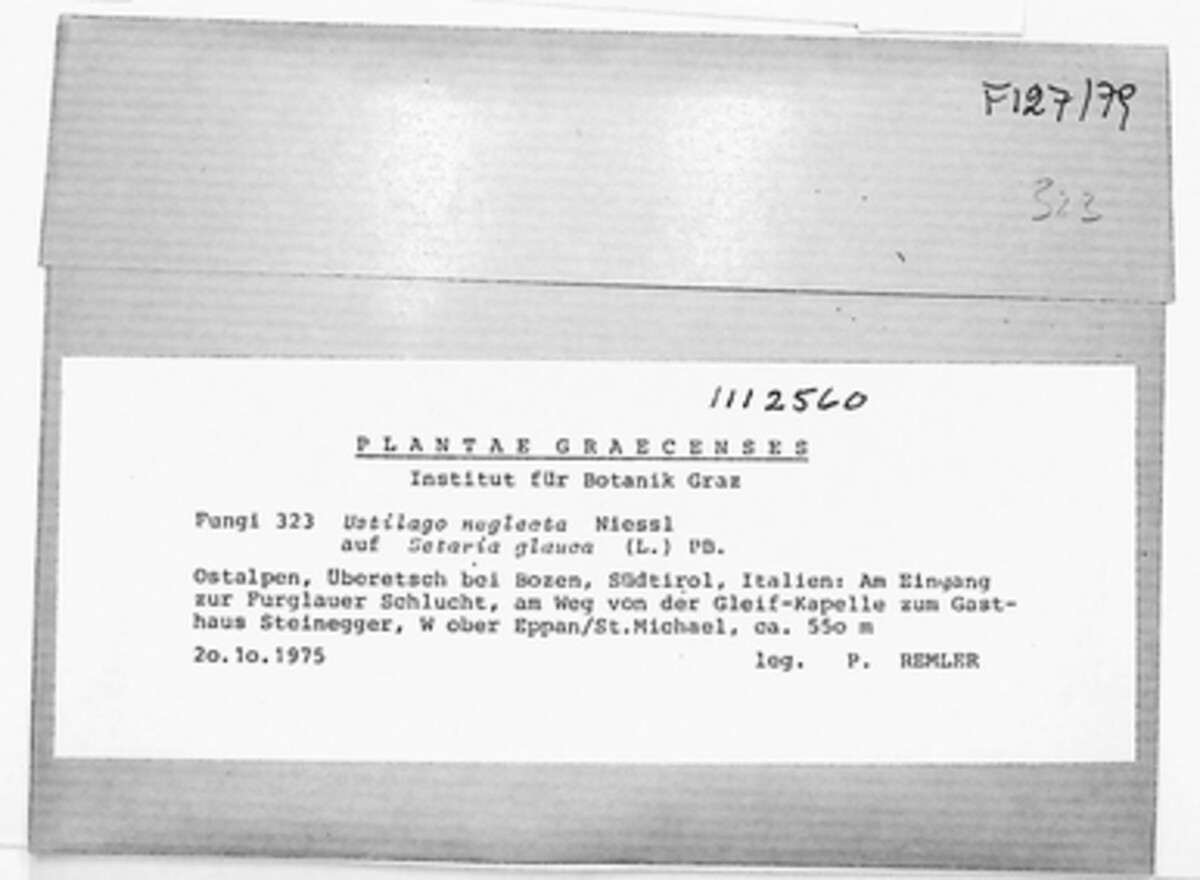 F127/79
323
1112560
PLANTAE GRAECENSES
Institut für Botanik Graz
Fungi 323 Ustilago neglecta Niessl
auf Setaria glauca (L.) PB.
Ostalpen, Überetsch bei Bozen, Südtirol, Italien: Am Eingang
zur Furglauer Schlucht, am Weg von der Gleif-Kapelle zum Gast-
haus Steinegger, W ober Eppan/St.Michael, ca. 55o m
2o.1o.1975 leg. P. REMLER